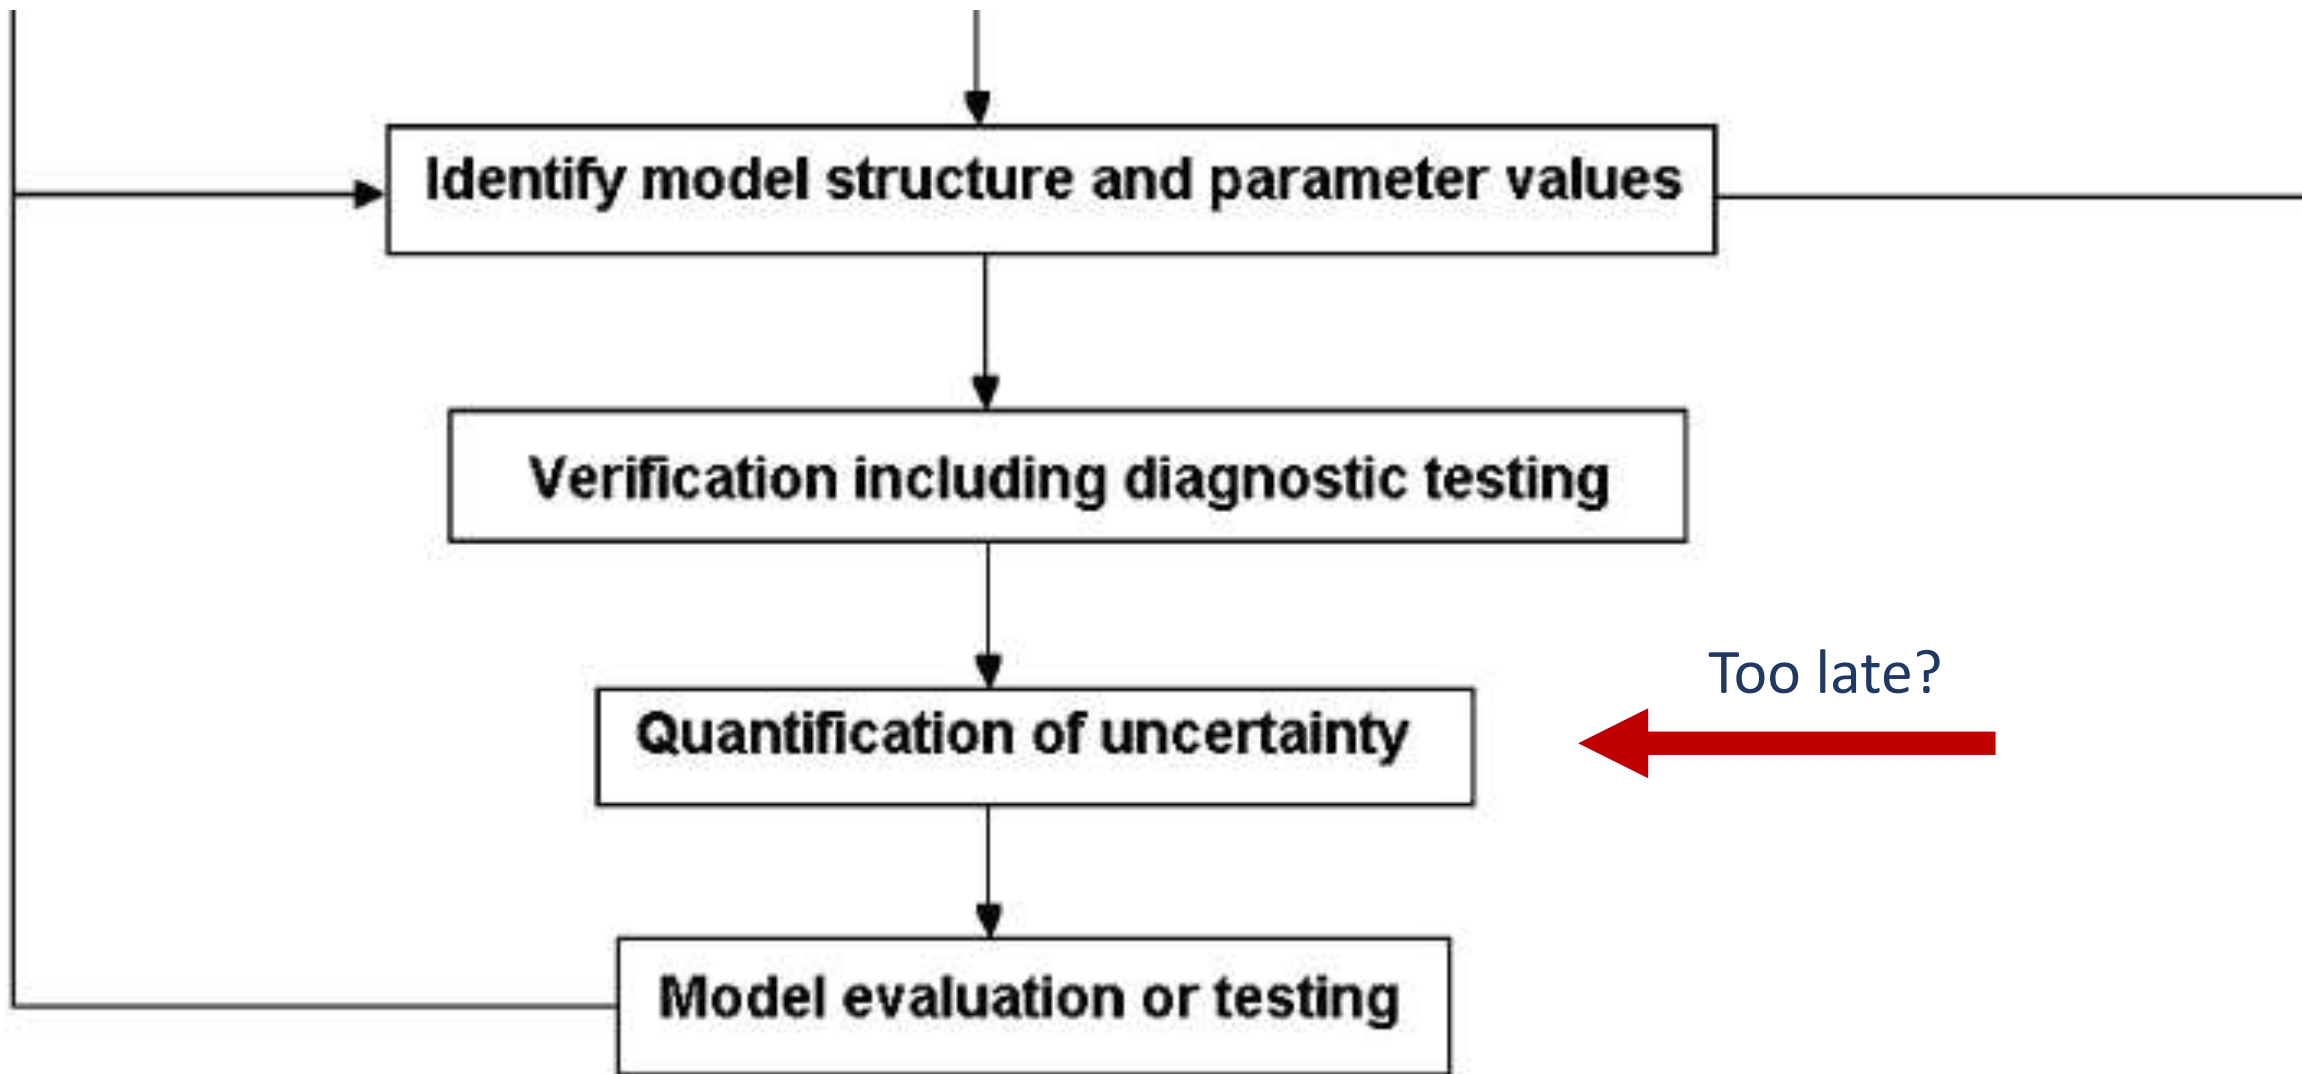 Identify model structure and parameter values
Verification including diagnostic testing
Too late?
Quantification of uncertainty
Model evaluation or testing